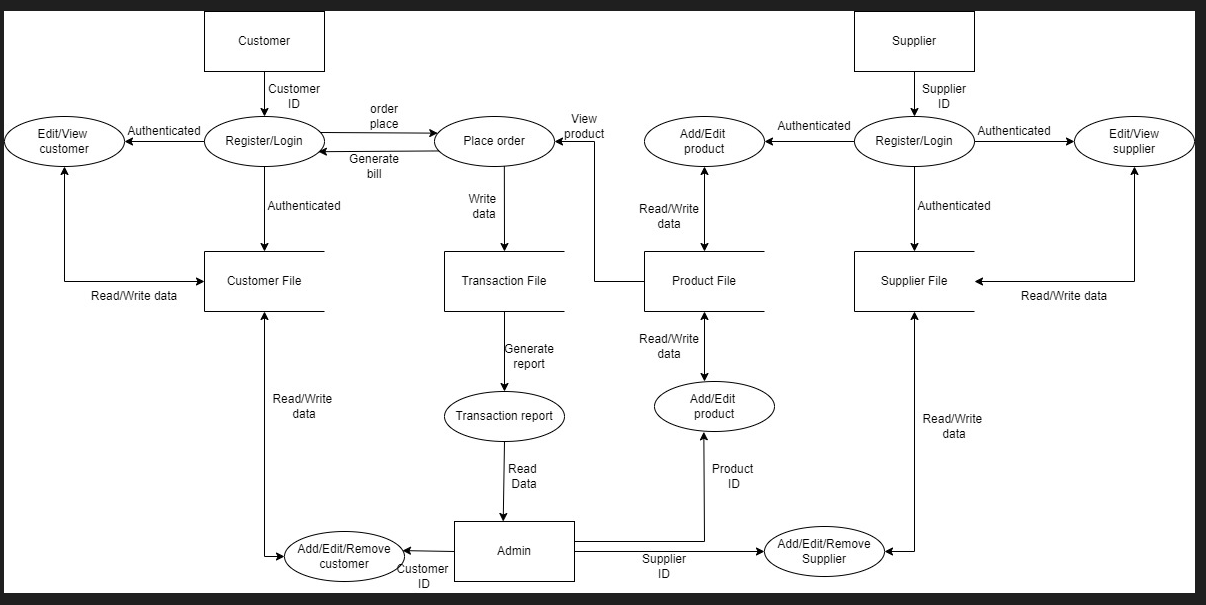 Customer
Supplier
Customer
ID
Supplier
ID
order
place
View
product
Edit/View
customer
Authenticated
Register/Login
Place order
Add/Edit
product
Authenticated
Register/Login
Authenticated
Edit/View
supplier
Generate
bill
Authenticated
Write
data
Read/Write
data
Authenticated
Customer File
Transaction File
Product File
Supplier File
Read/Write data
Read/Write data
Generate
report
Read/Write
data
Read/Write
data
Transaction report
Add/Edit
product
Read/Write
data
Read
Data
Product
ID
Add/Edit/Remove
customer
Customer
ID
Admin
Supplier
ID
Add/Edit/Remove
Supplier